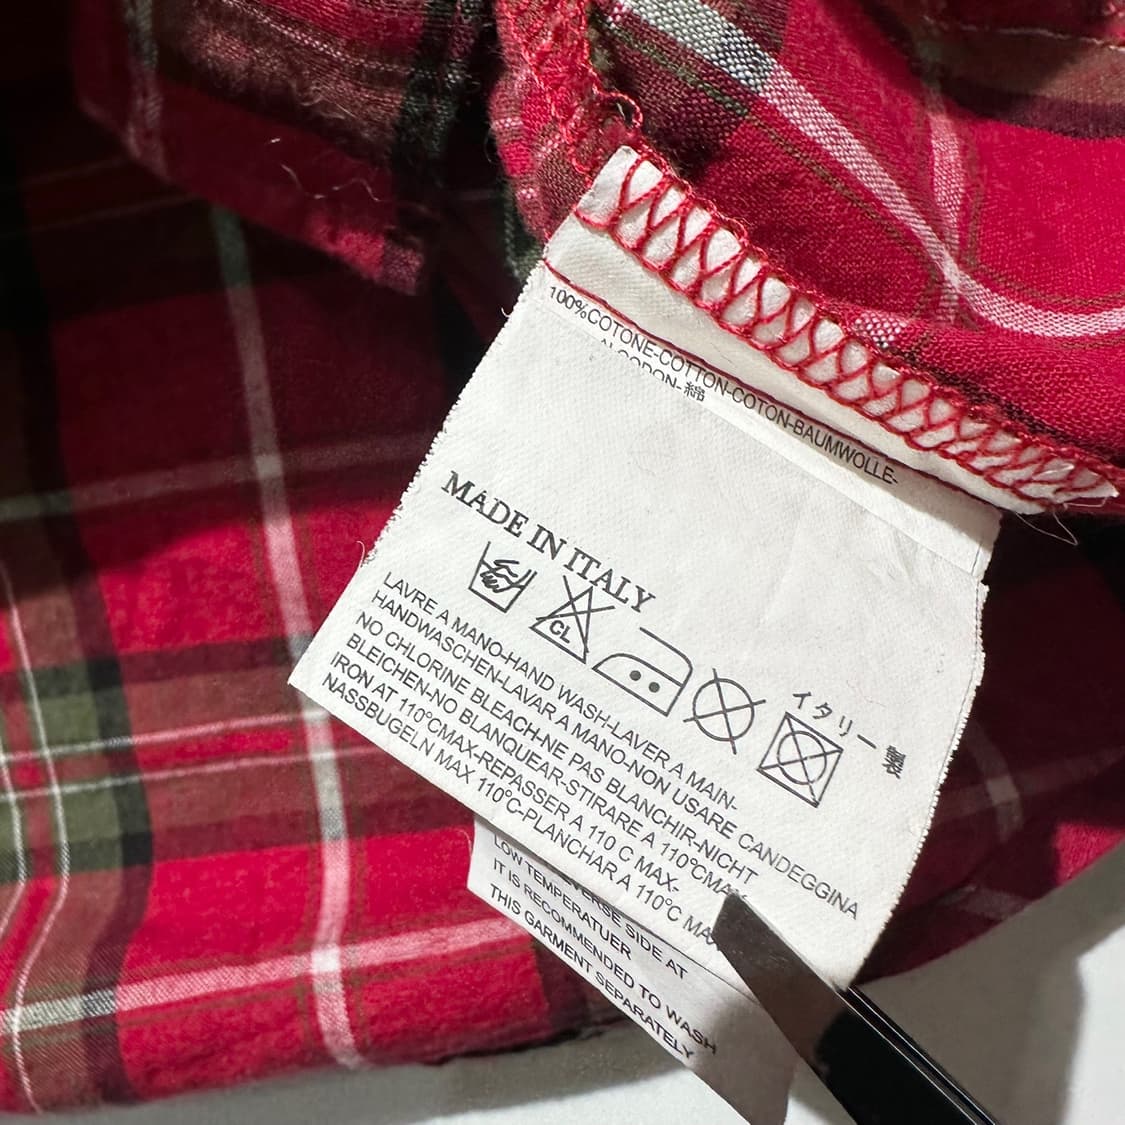 100%COTONE-COTTON-COTON-BAUMWOLLE-
ALGODON-綿
MADE IN ITALY
CL
イタリー製
LAVRE A MANO-HAND WASH-LAVER A MAIN-
HANDWASCHEN-LAVAR A MANO-NON USARE CANDEGGINA
NO CHLORINE BLEACH-NE PAS BLANCHIR-NICHT
BLEICHEN-NO BLANQUEAR-STIRARE A 110°CMAX-
IRON AT 110°CMAX-REPASSER A 110 C MAX-
NASSBUGELN MAX 110°C-PLANCHAR A 110°C MA
SIDE AT
LOW TEMPERATUER
IT IS RECOMMENDED TO WASH
THIS GARMENT SEPARATELY